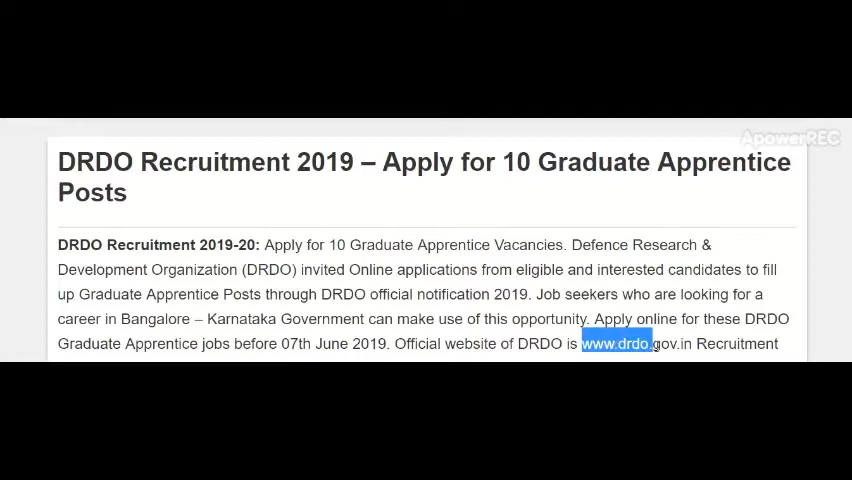 ApowerREC
DRDO Recruitment 2019 – Apply for 10 Graduate Apprentice
Posts
DRDO Recruitment 2019-20: Apply for 10 Graduate Apprentice Vacancies. Defence Research &
Development Organization (DRDO) invited Online applications from eligible and interested candidates to fill
up Graduate Apprentice Posts through DRDO official notification 2019. Job seekers who are looking for a
career in Bangalore – Karnataka Government can make use of this opportunity. Apply online for these DRDO
Graduate Apprentice jobs before 07th June 2019. Official website of DRDO is www.drdo.gov.in Recruitment